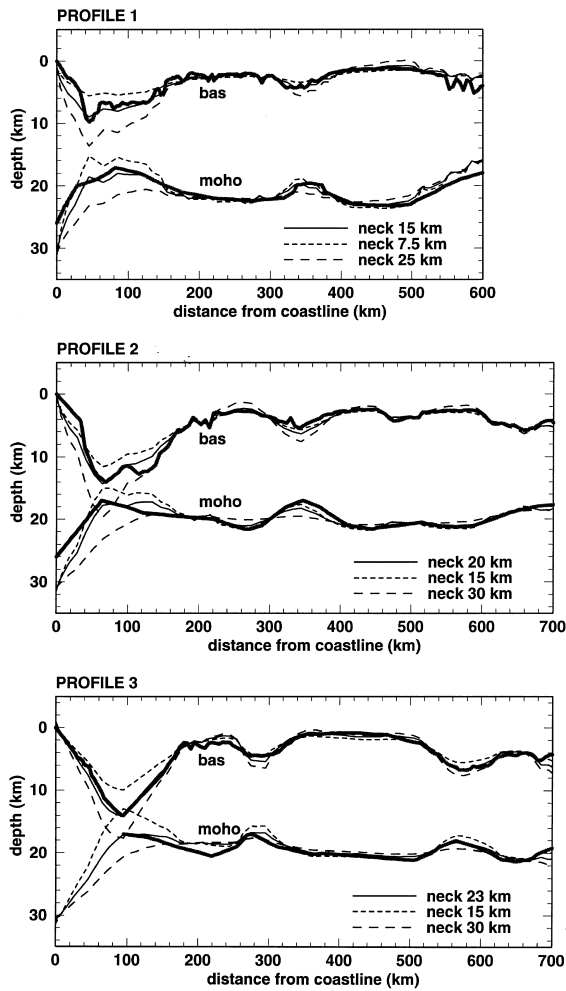 PROFILE 1
0
10
20
30
depth (km)
bas
moho
neck 15 km
neck 7.5 km
neck 25 km
0 100 200 300 400 500 600
distance from coastline (km)
PROFILE 2
0
10
20
30
depth (km)
bas
moho
neck 20 km
neck 15 km
neck 30 km
0 100 200 300 400 500 600 700
distance from coastline (km)
PROFILE 3
0
10
20
30
depth (km)
bas
moho
neck 23 km
neck 15 km
neck 30 km
0 100 200 300 400 500 600 700
distance from coastline (km)